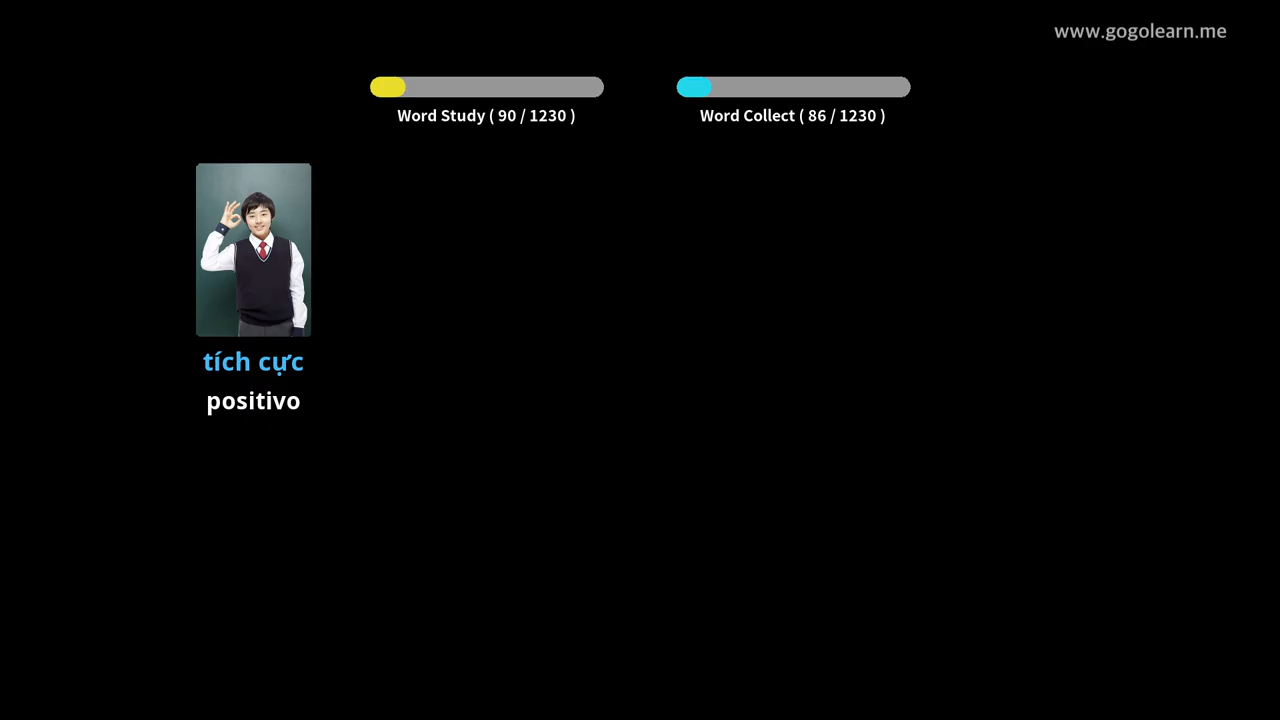 www.gogolearn.me
Word Study ( 90 / 1230 )
Word Collect ( 86 / 1230 )
tích cực
positivo